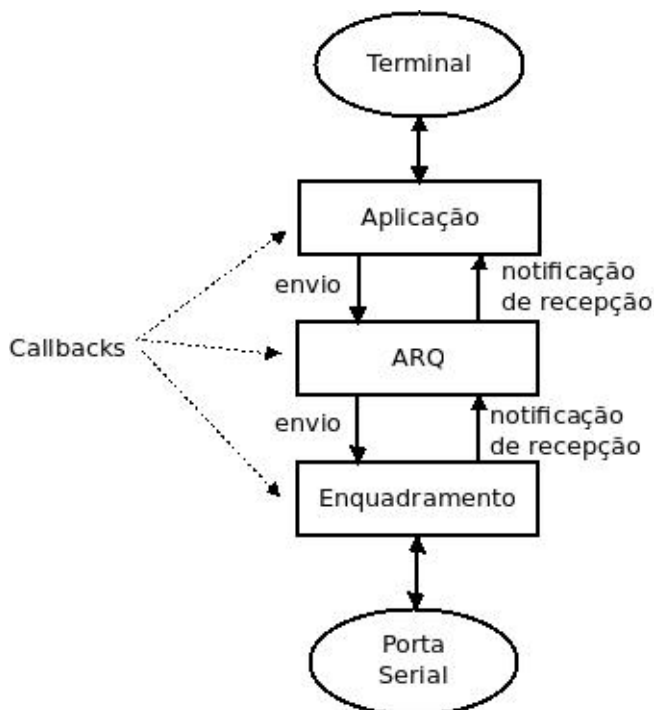 Terminal
Aplicação
envio
notificação
de recepção
Callbacks
ARQ
envio
notificação
de recepção
Enquadramento
Porta
Serial